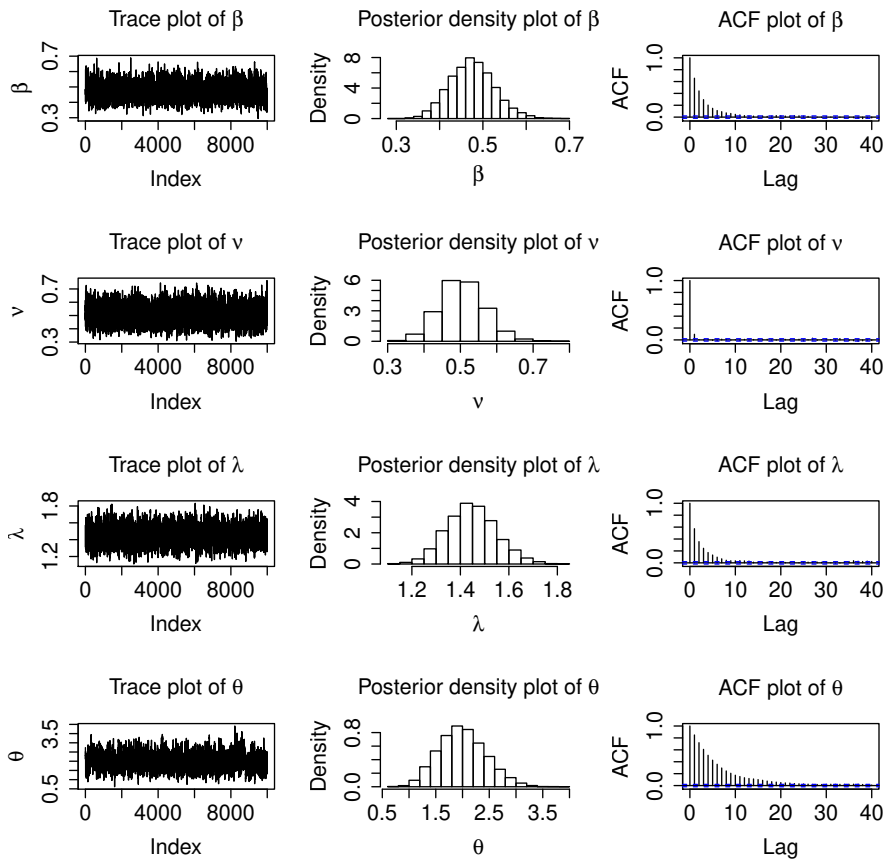 Trace plot of β
Posterior density plot of β
ACF plot of β
β
0.3 0.7
0 4000 8000
Index
Density
0 4 8
0.3 0.5 0.7
β
ACF
0.0 1.0
0 10 20 30 40
Lag
Trace plot of ν
Posterior density plot of ν
ACF plot of ν
ν
0.3 0.7
0 4000 8000
Index
Density
0 3 6
0.3 0.5 0.7
ν
ACF
0.0 1.0
0 10 20 30 40
Lag
Trace plot of λ
Posterior density plot of λ
ACF plot of λ
λ
1.2 1.8
0 4000 8000
Index
Density
0 2 4
1.2 1.4 1.6 1.8
λ
ACF
0.0 1.0
0 10 20 30 40
Lag
Trace plot of θ
Posterior density plot of θ
ACF plot of θ
θ
0.5 3.5
0 4000 8000
Index
Density
0.0 0.8
0.5 1.5 2.5 3.5
θ
ACF
0.0 1.0
0 10 20 30 40
Lag